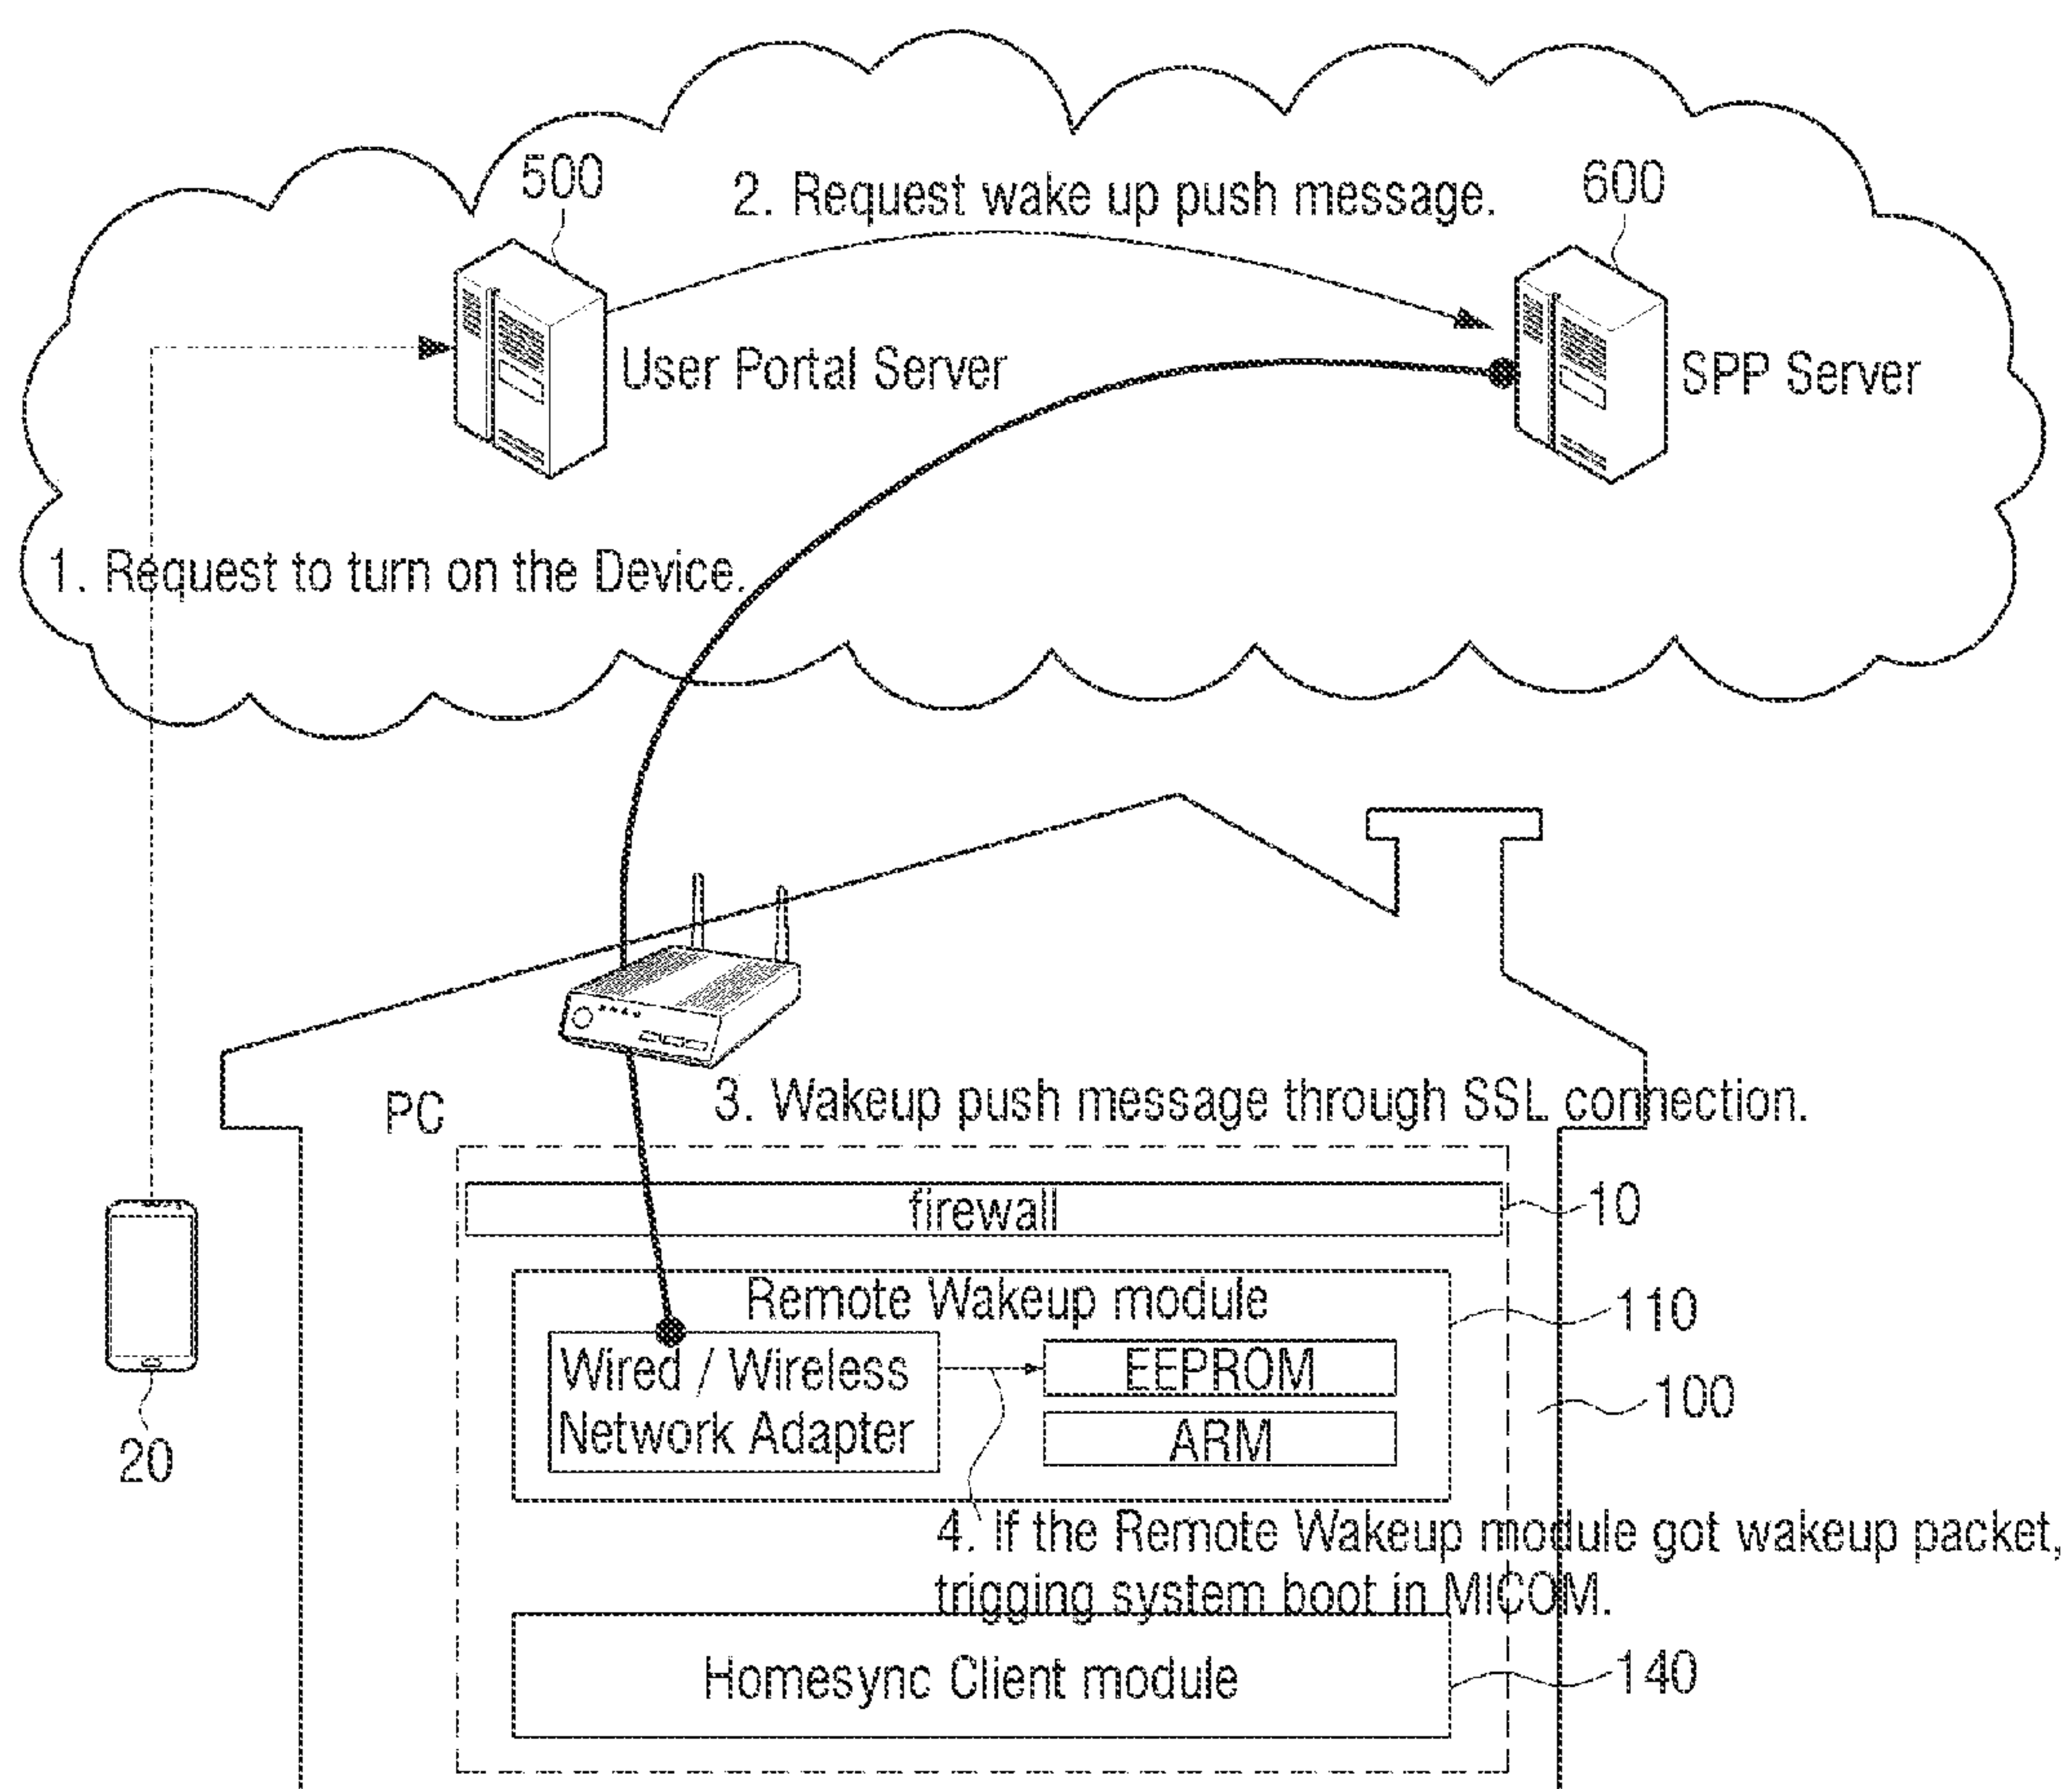 500
2. Request wake up push message.
600
User Portal Server
SPP Server
1. Request to turn on the Device.
PC
3. Wakeup push message through SSL connection.
firewall
10
Remote Wakeup module
110
Wired / Wireless
Network Adapter
EEPROM
ARM
100
20
4. If the Remote Wakeup module got wakeup packet,
trigging system boot in MICOM.
Homesync Client module
140